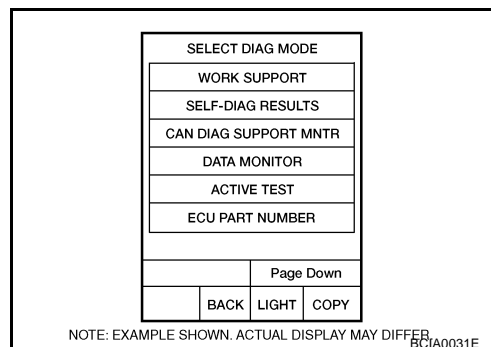 SELECT DIAG MODE
WORK SUPPORT
SELF-DIAG RESULTS
CAN DIAG SUPPORT MNTR
DATA MONITOR
ACTIVE TEST
ECU PART NUMBER
Page Down
BACK LIGHT COPY
NOTE: EXAMPLE SHOWN. ACTUAL DISPLAY MAY DIFFER.
BCIA0031E